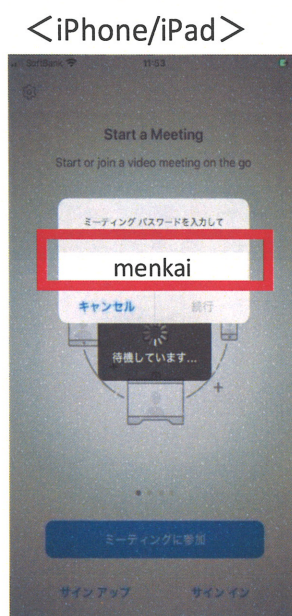 ＜iPhone/iPad＞
SoftBank 11:53
Start a Meeting
Start or join a video meeting on the go
ミーティング パスワードを入力して
menkai
キャンセル 続行
待機しています...
ミーティングに参加
サイン アップ サイン イン